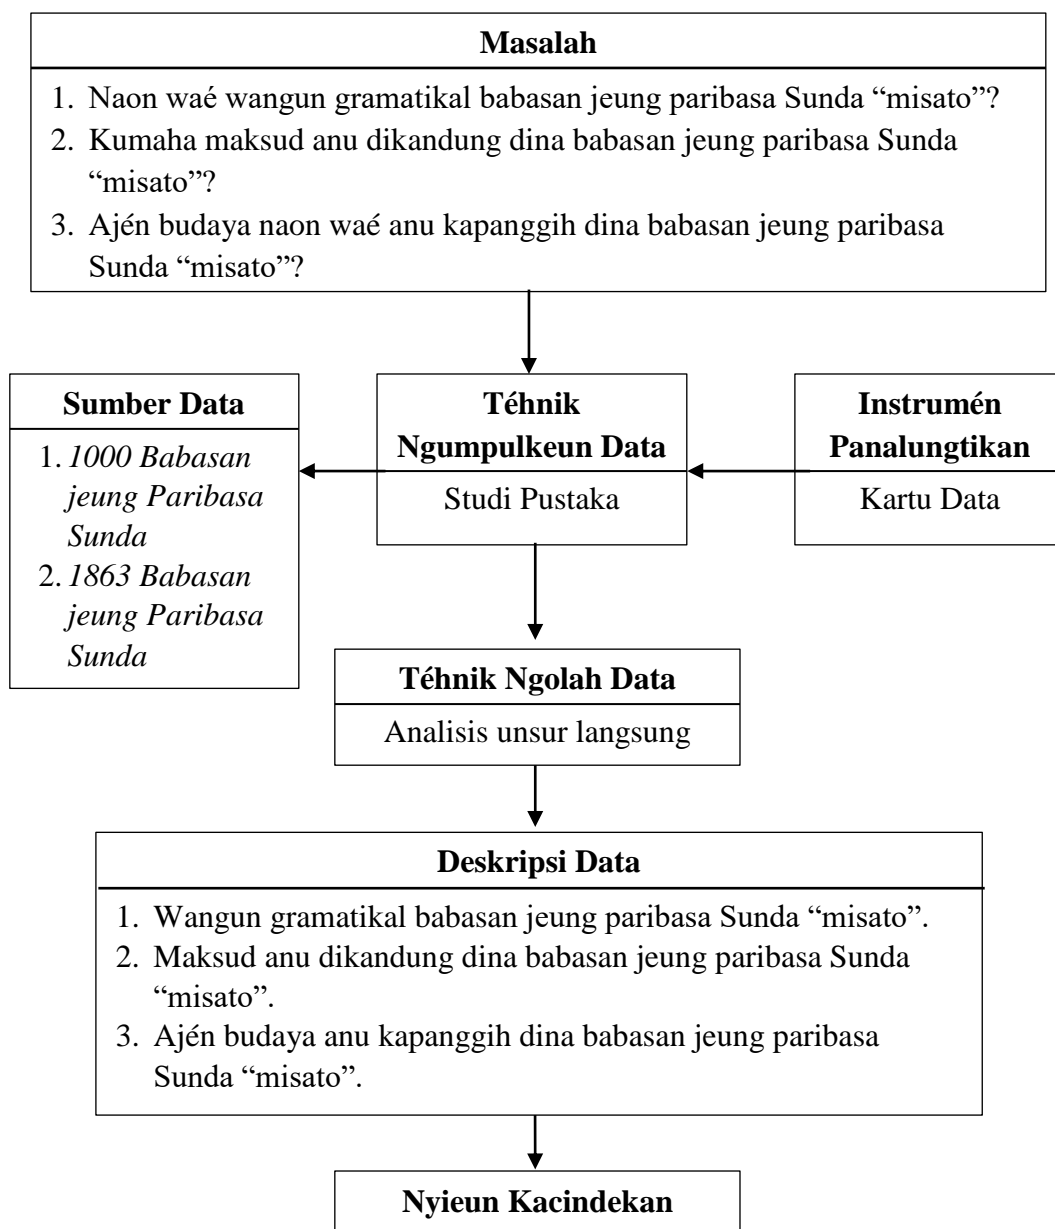 Masalah
1. Naon waé wangun gramatikal babasan jeung paribasa Sunda “misato”?
2. Kumaha maksud anu dikandung dina babasan jeung paribasa Sunda
“misato”?
3. Ajén budaya naon waé anu kapanggih dina babasan jeung paribasa
Sunda “misato”?
Sumber Data
1. 1000 Babasan
jeung Paribasa
Sunda
2. 1863 Babasan
jeung Paribasa
Sunda
Téhnik
Ngumpulkeun Data
Studi Pustaka
Instrumén
Panalungtikan
Kartu Data
Téhnik Ngolah Data
Analisis unsur langsung
Deskripsi Data
1. Wangun gramatikal babasan jeung paribasa Sunda “misato”.
2. Maksud anu dikandung dina babasan jeung paribasa Sunda
“misato”.
3. Ajén budaya anu kapanggih dina babasan jeung paribasa
Sunda “misato”.
Nyieun Kacindekan